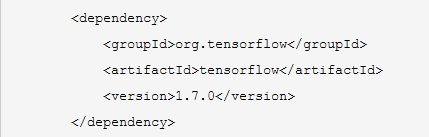 <dependency>
<groupId>org.tensorflow</groupId>
<artifactId>tensorflow</artifactId>
<version>1.7.0</version>
</dependency>